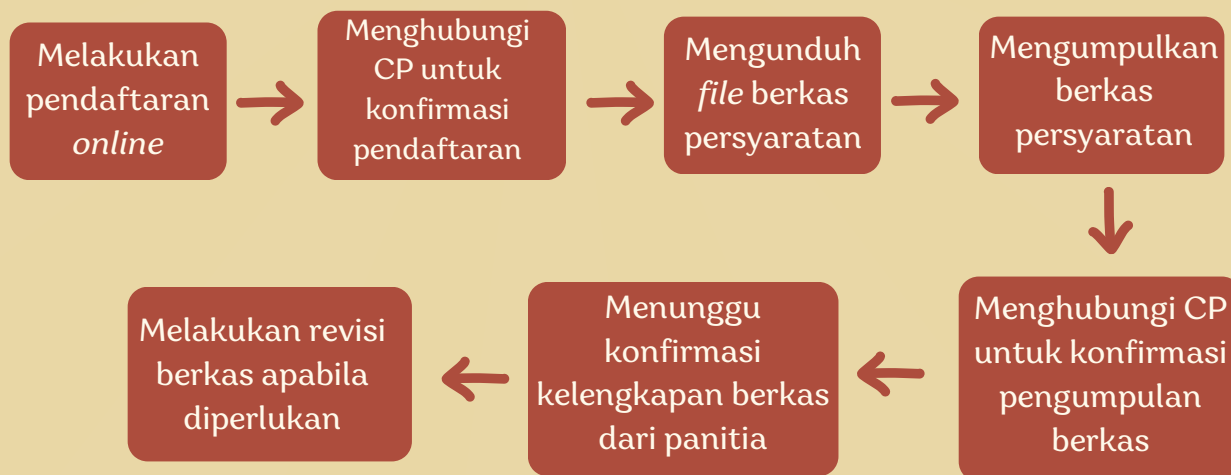 Melakukan
pendaftaran
online
Menghubungi
CP untuk
konfirmasi
pendaftaran
Mengunduh
file berkas
persyaratan
Mengumpulkan
berkas
persyaratan
Menghubungi CP
untuk konfirmasi
pengumpulan
berkas
Menunggu
konfirmasi
kelengkapan berkas
dari panitia
Melakukan revisi
berkas apabila
diperlukan